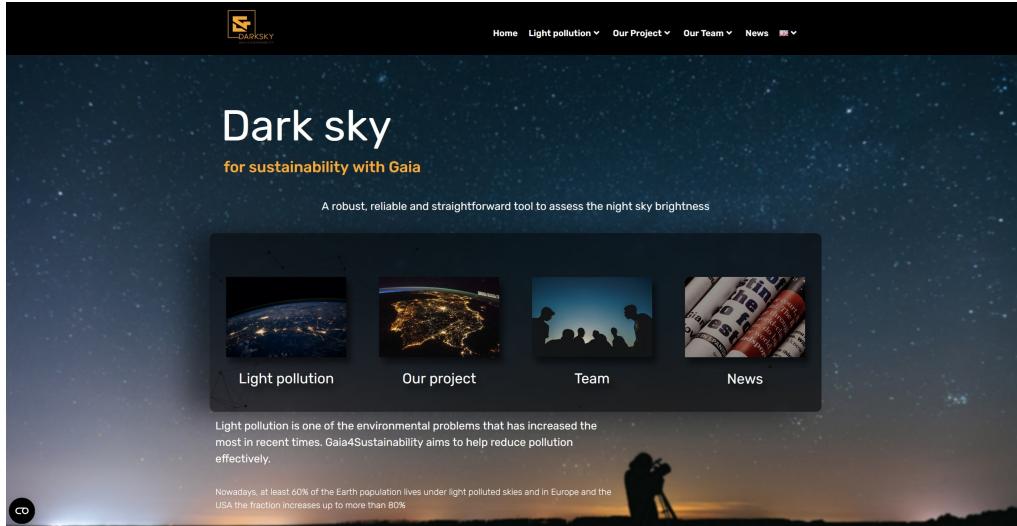 DARKSKY
Home Light pollution Our Project Our Team News
Dark sky
for sustainability with Gaia
A robust, reliable and straightforward tool to assess the night sky brightness
Light pollution Our project Team News
Light pollution is one of the environmental problems that has increased the
most in recent times. Gaia4Sustainability aims to help reduce pollution
effectively.
Nowadays, at least 60% of the Earth population lives under light polluted skies and in Europe and the
USA the fraction increases up to more than 80%